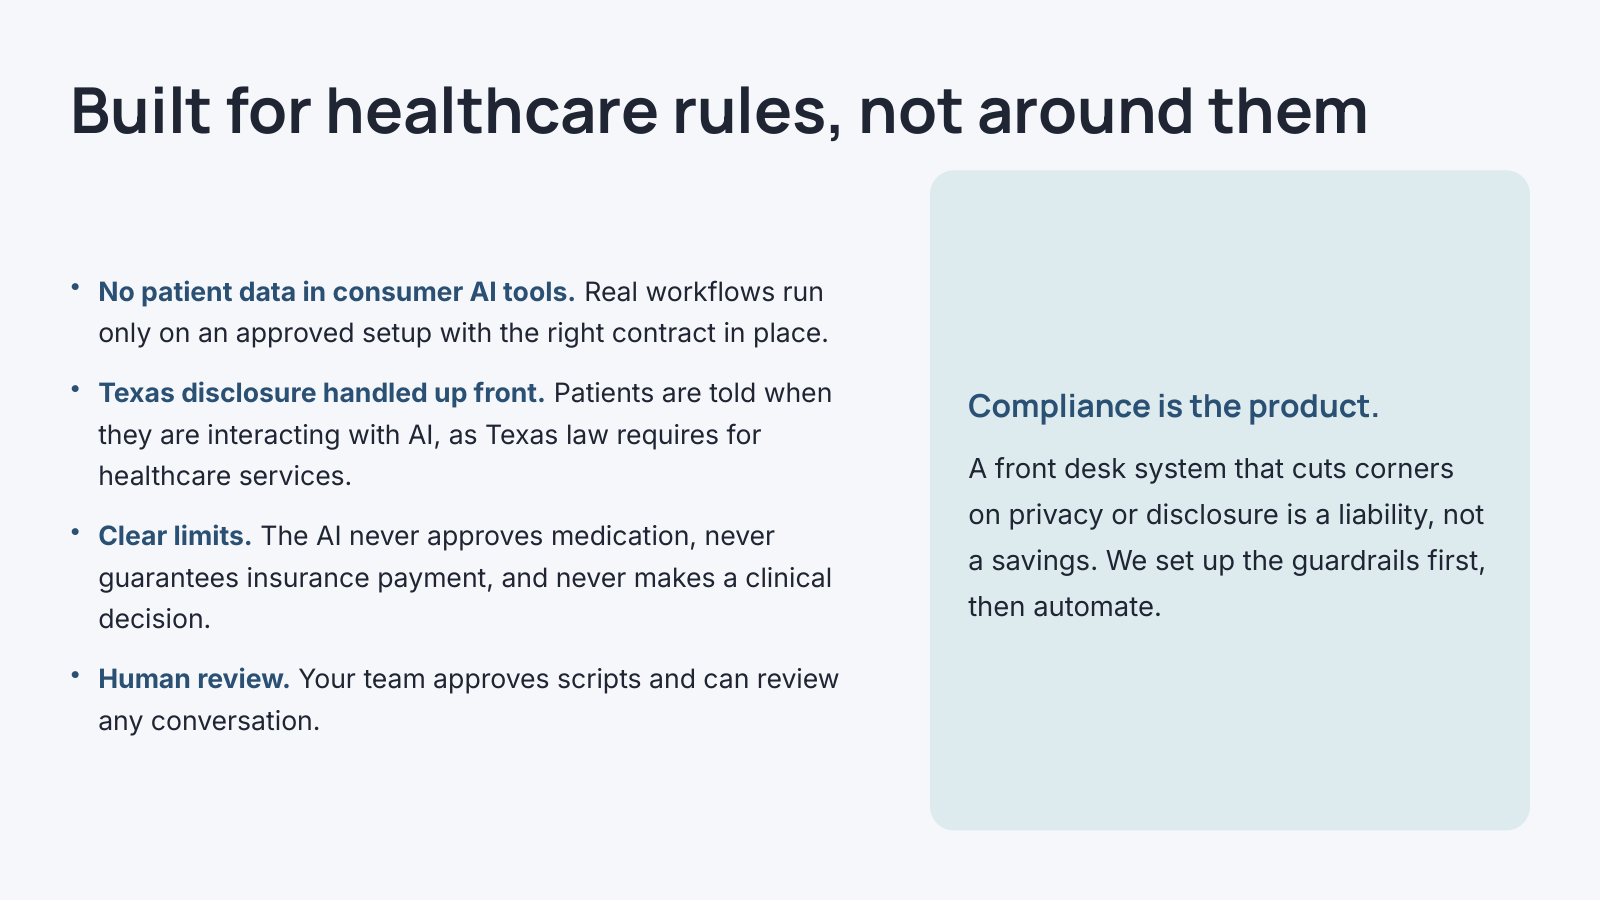 Built for healthcare rules, not around them
• No patient data in consumer AI tools. Real workflows run
only on an approved setup with the right contract in place.
• Texas disclosure handled up front. Patients are told when
they are interacting with AI, as Texas law requires for
healthcare services.
• Clear limits. The AI never approves medication, never
guarantees insurance payment, and never makes a clinical
decision.
• Human review. Your team approves scripts and can review
any conversation.
Compliance is the product.
A front desk system that cuts corners
on privacy or disclosure is a liability, not
a savings. We set up the guardrails first,
then automate.